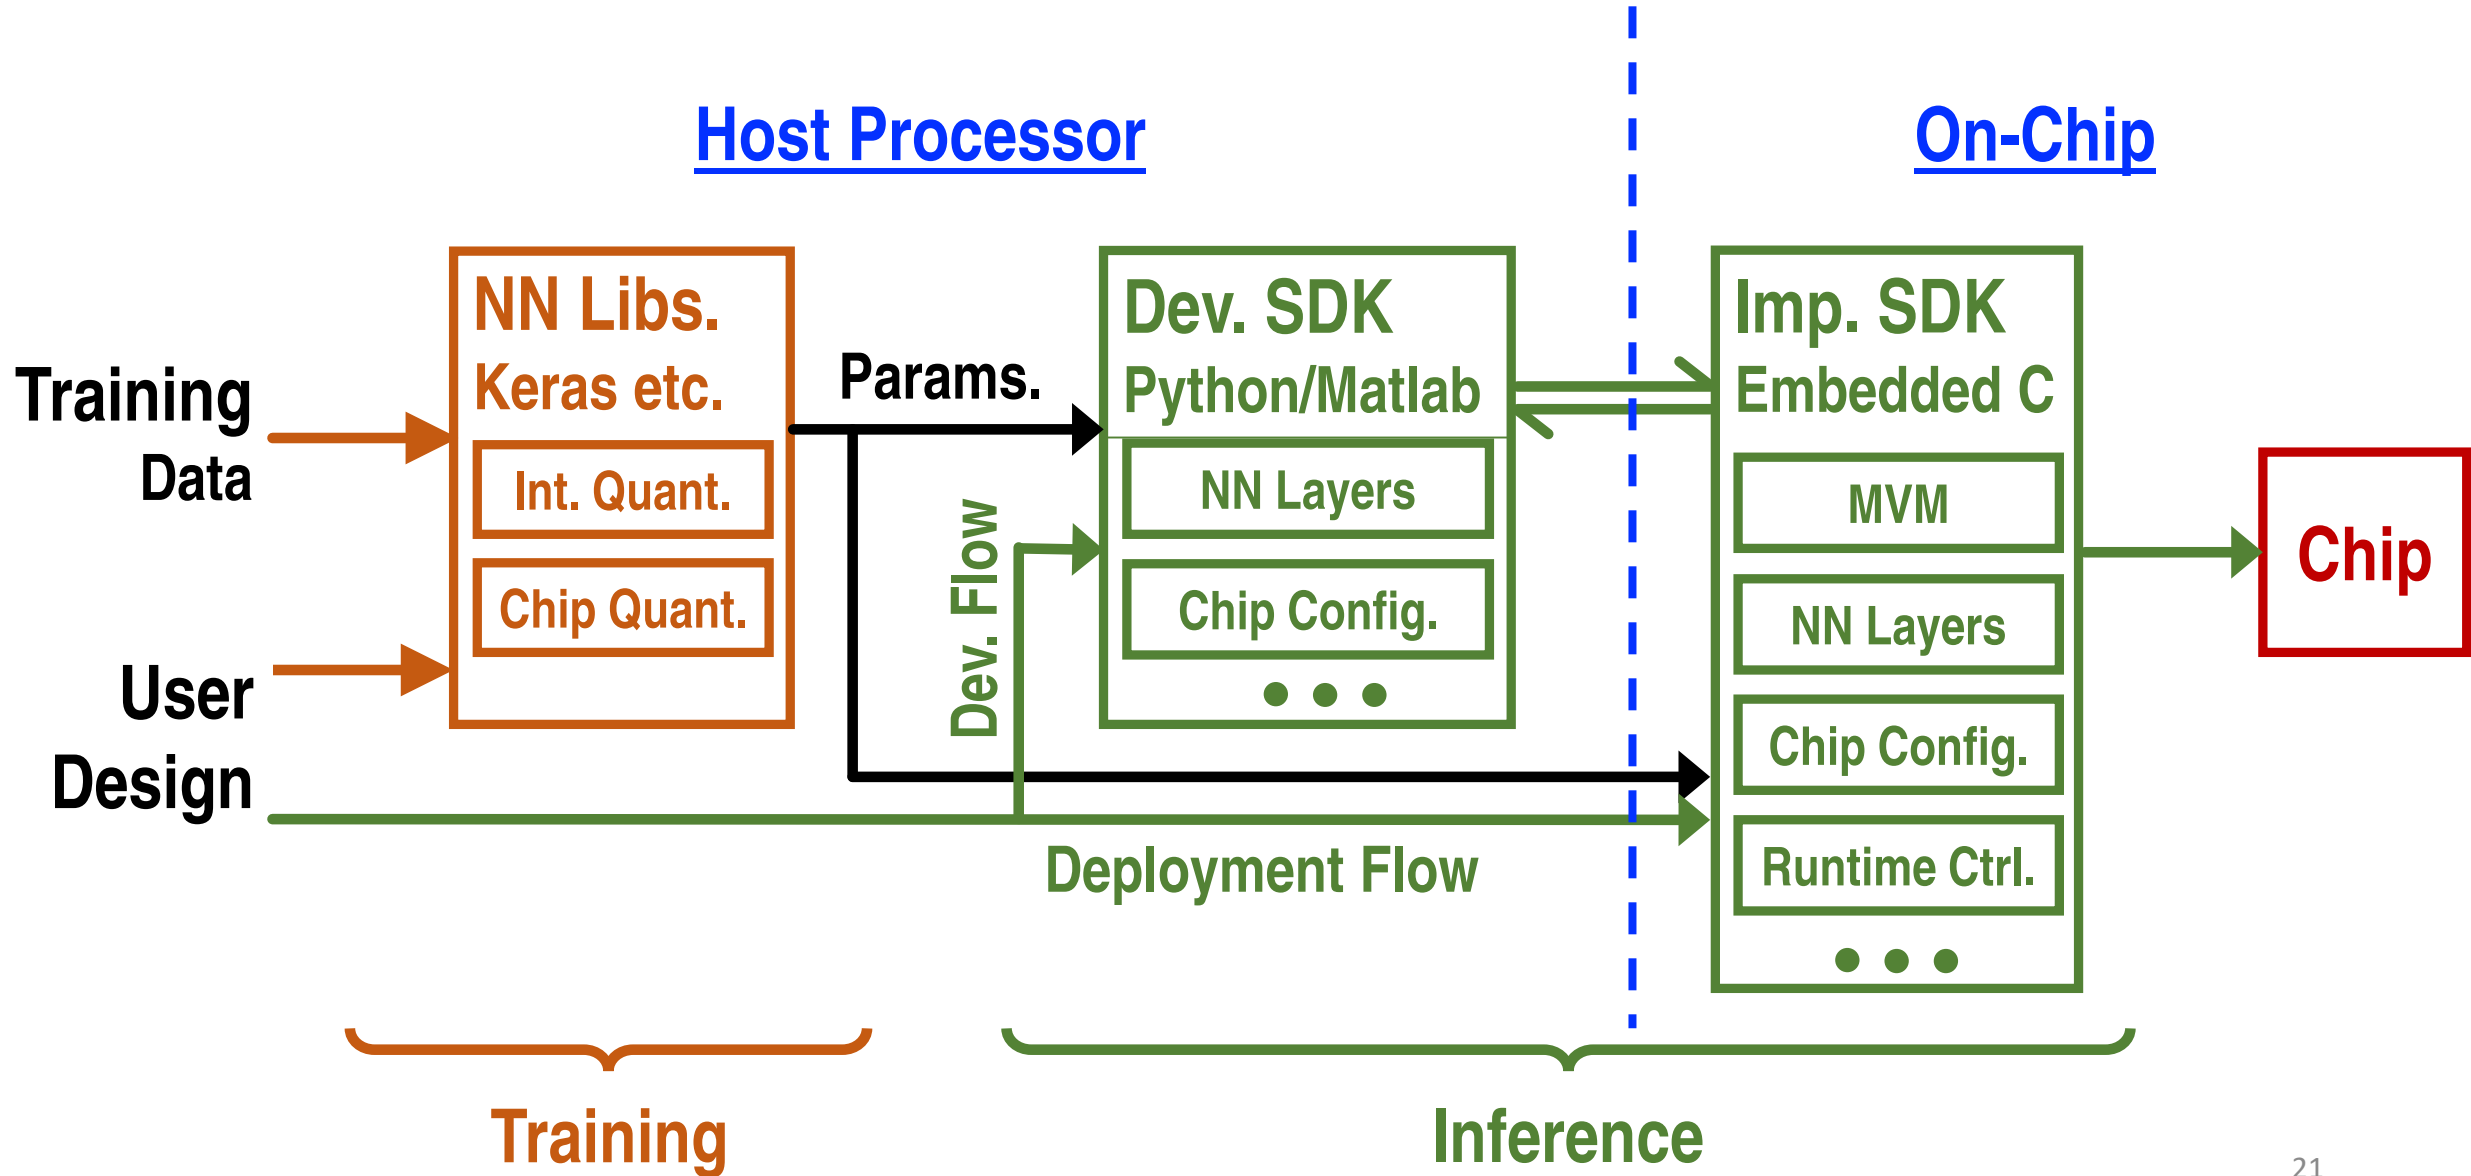 Host Processor
On-Chip
Training
Data
User
Design
NN Libs.
Keras etc.
Int. Quant.
Chip Quant.
Params.
Dev. Flow
Dev. SDK
Python/Matlab
NN Layers
Chip Config.
Deployment Flow
Imp. SDK
Embedded C
MVM
NN Layers
Chip Config.
Runtime Ctrl.
Chip
Training
Inference
21